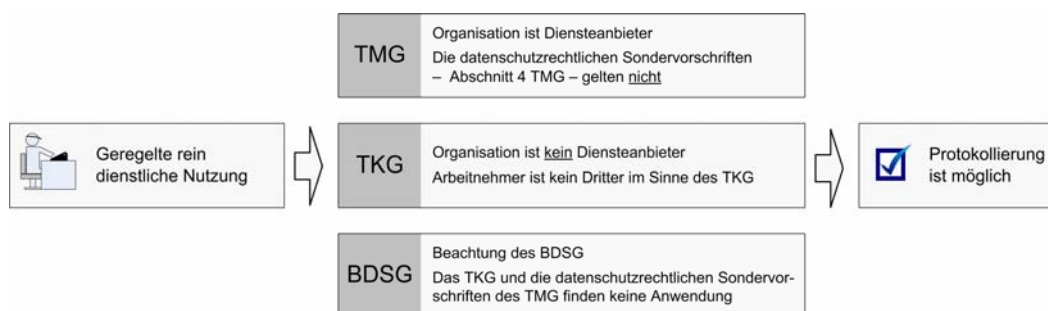 Geregelte rein
dienstliche Nutzung
TMG
Organisation ist Diensteanbieter
Die datenschutzrechtlichen Sondervorschriften
– Abschnitt 4 TMG – gelten nicht
TKG
Organisation ist kein Diensteanbieter
Arbeitnehmer ist kein Dritter im Sinne des TKG
BDSG
Beachtung des BDSG
Das TKG und die datenschutzrechtlichen Sondervor-
schriften des TMG finden keine Anwendung
Protokollierung
ist möglich